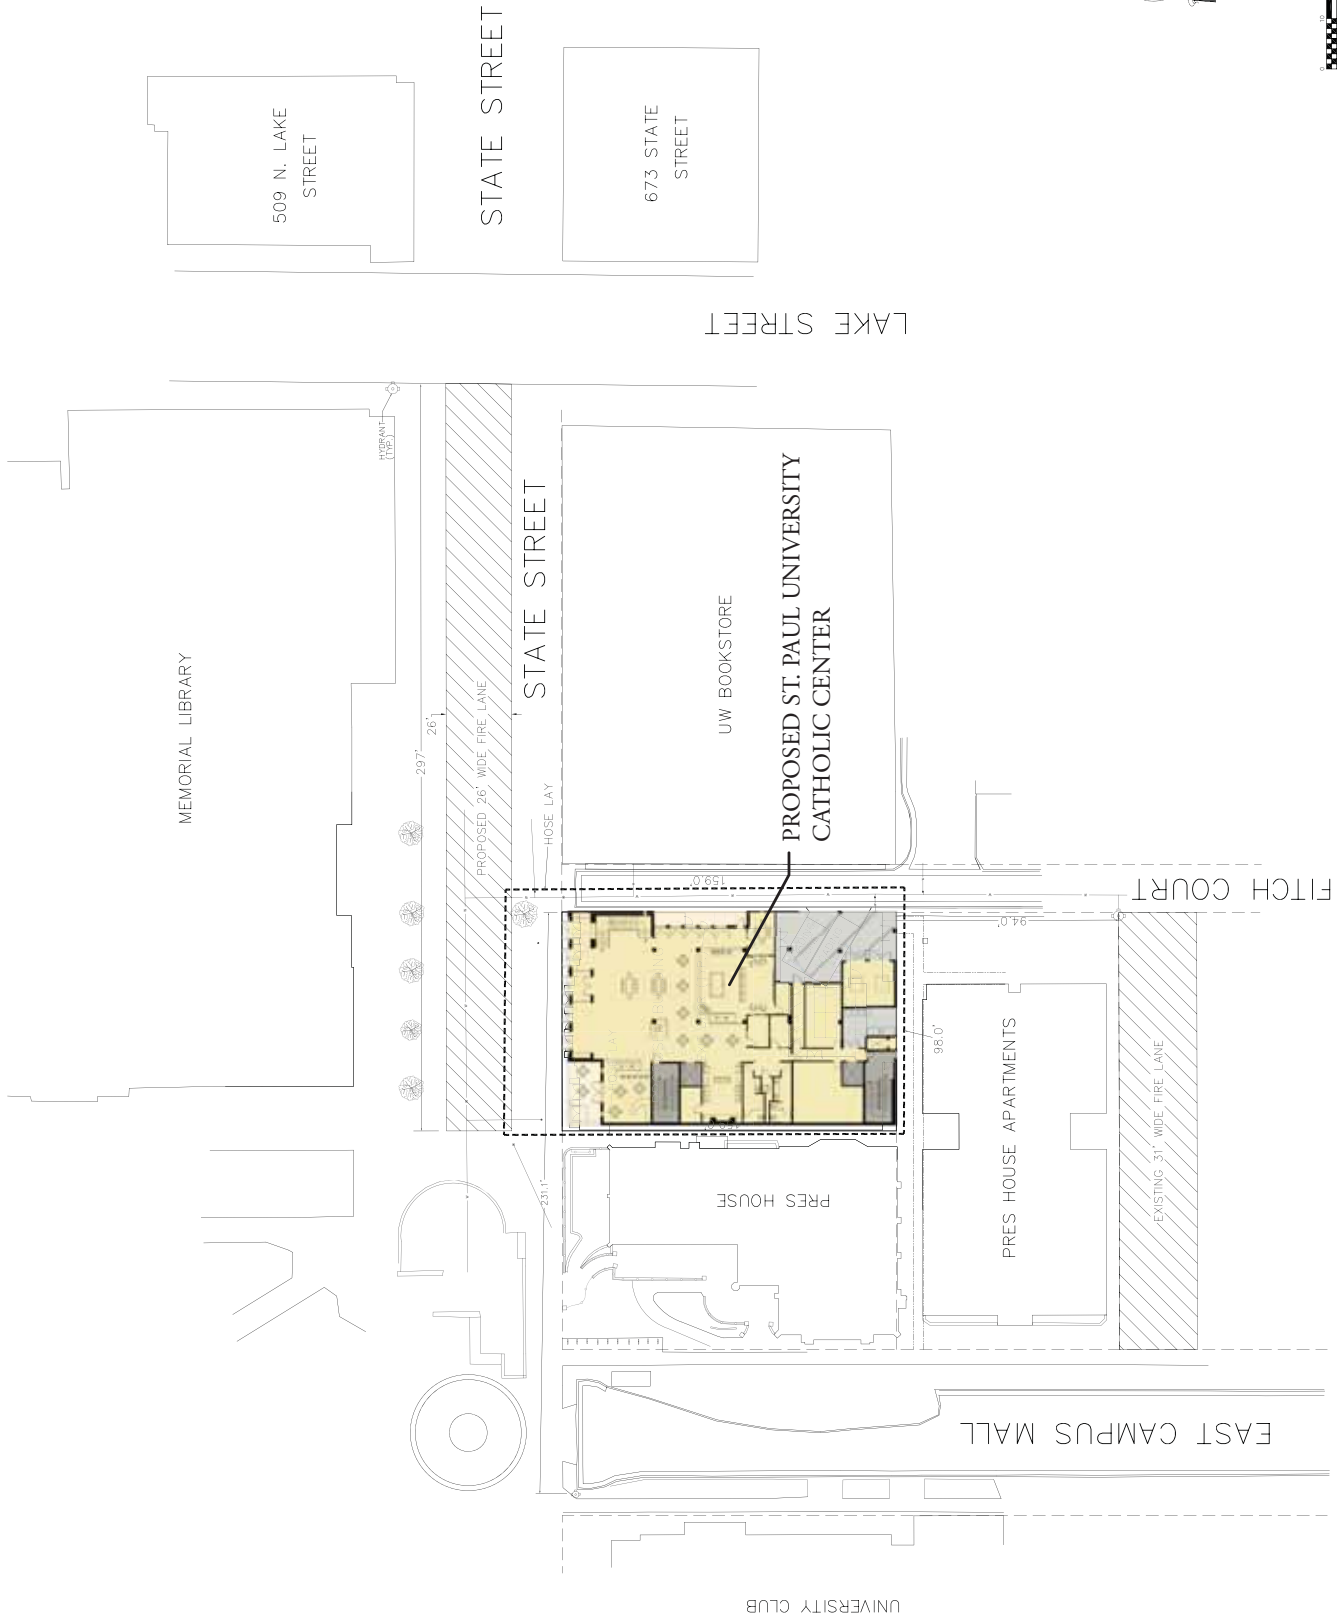 STATE STREET
509 N. LAKE
STREET
673 STATE
STREET
LAKE STREET
HYDRANT
(TYP.)
MEMORIAL LIBRARY
297'
26'
PROPOSED 26' WIDE FIRE LANE
STATE STREET
HOSE LAY
UW BOOKSTORE
PROPOSED ST. PAUL UNIVERSITY
CATHOLIC CENTER
159.0'
FITCH COURT
94.0'
98.0'
231.1'
PRES HOUSE
PRES HOUSE APARTMENTS
EXISTING 31' WIDE FIRE LANE
EAST CAMPUS MALL
UNIVERSITY CLUB
0
10